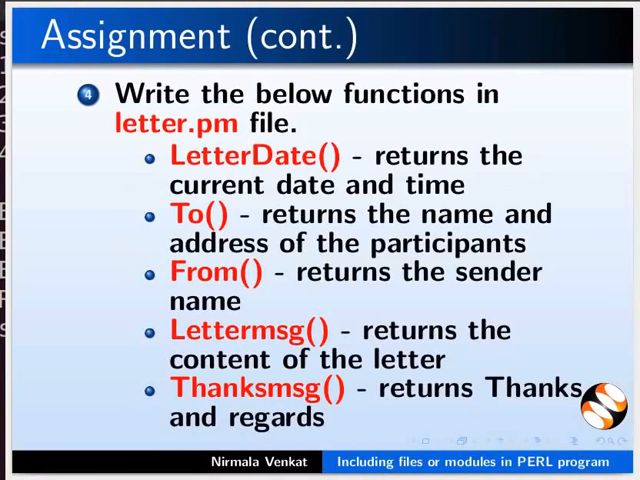 Assignment (cont.)
4 Write the below functions in
letter.pm file.
LetterDate() - returns the
current date and time
To() - returns the name and
address of the participants
From() - returns the sender
name
Lettermsg() - returns the
content of the letter
Thanksmsg() - returns Thanks
and regards
Nirmala Venkat Including files or modules in PERL program